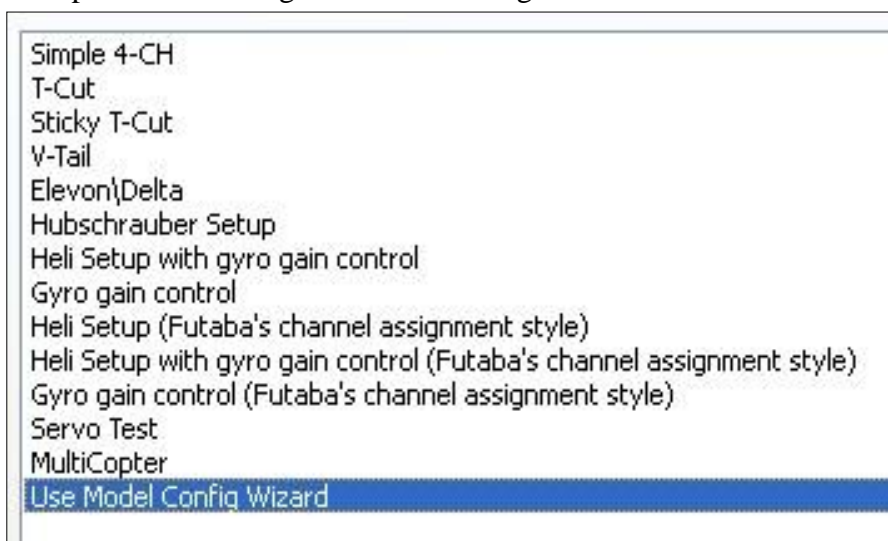 Simple 4-CH
T-Cut
Sticky T-Cut
V-Tail
Elevon\Delta
Hubschrauber Setup
Heli Setup with gyro gain control
Gyro gain control
Heli Setup (Futaba's channel assignment style)
Heli Setup with gyro gain control (Futaba's channel assignment style)
Gyro gain control (Futaba's channel assignment style)
Servo Test
MultiCopter
Use Model Config Wizard